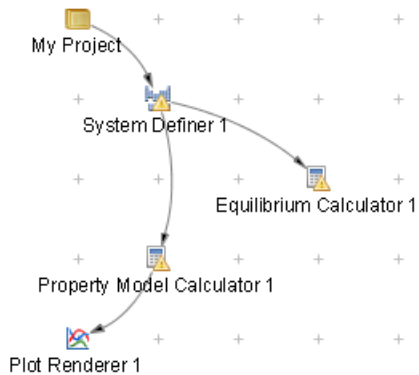 My Project
System Definer 1
Equilibrium Calculator 1
Property Model Calculator 1
Plot Renderer 1